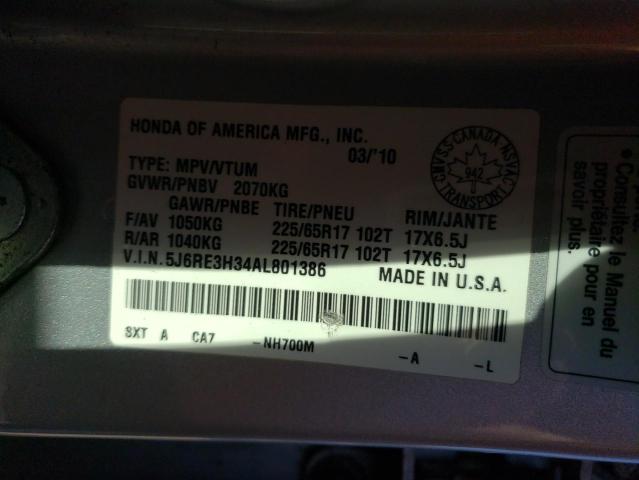 HONDA OF AMERICA MFG., INC.
03/'10
TYPE: MPV/VTUM
GVWR/PNBV 2070KG
GAWR/PNBE TIRE/PNEU RIM/JANTE
F/AV 1050KG 225/65R17 102T 17X6.5J
R/AR 1040KG 225/65R17 102T 17X6.5J
V.I.N. 5J6RE3H34AL801386 MADE IN U.S.A.
SXT A CA7 -NH700M -A -L
CANADA
CMVSS NSVAC
942
TRANSPORT
• Consultez le
manuel du
propriétaire pour en
savoir plus.